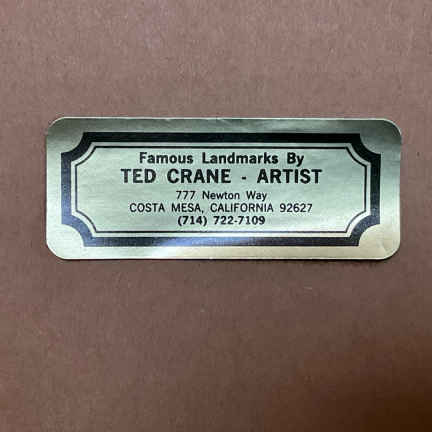 Famous Landmarks By
TED CRANE - ARTIST
777 Newton Way
COSTA MESA, CALIFORNIA 92627
(714) 722-7109